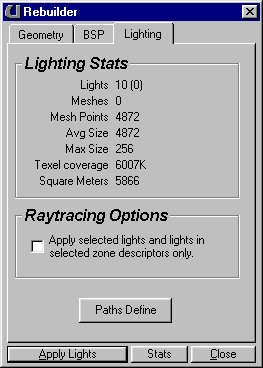 Rebuilder
Geometry BSP Lighting
Lighting Stats
Lights 10 (0)
Meshes 0
Mesh Points 4872
Avg Size 4872
Max Size 256
Texel coverage 6007K
Square Meters 5866
Raytracing Options
Apply selected lights and lights in
selected zone descriptors only.
Paths Define
Apply Lights Stats Close